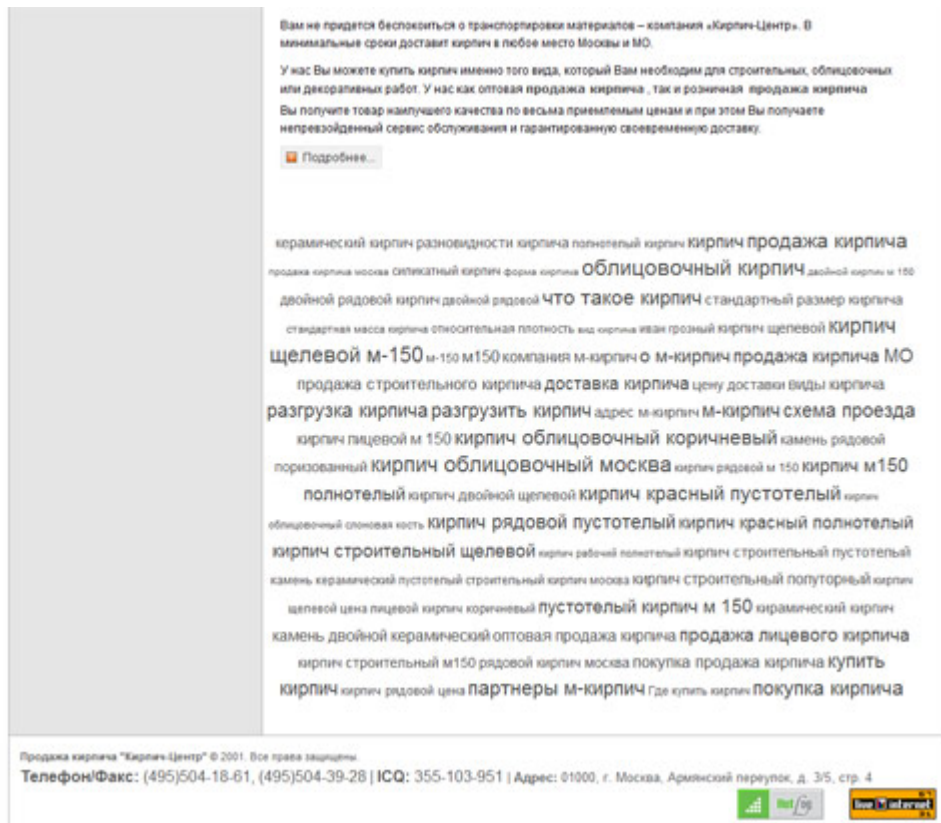 Вам не придется беспокоиться о транспортировки материалов – компания «Кирпич-Центр». В
минимальные сроки доставит кирпич в любое место Москвы и МО.
У нас Вы можете купить кирпич именно того вида, который Вам необходим для строительных, облицовочных
или декоративных работ. У нас как оптовая продажа кирпича , так и розничная продажа кирпича
Вы получите товар наилучшего качества по весьма приемлемым ценам и при этом Вы получаете
непревзойденный сервис обслуживания и гарантированную своевременную доставку.
Подробнее...
керамический кирпич разновидности кирпича полнотелый кирпич кирпич продажа кирпича
продажа кирпича москва силикатный кирпич форма кирпича облицовочный кирпич двойной кирпич м 150
двойной рядовой кирпич двойной рядовой что такое кирпич стандартный размер кирпича
стандартная масса кирпича относительная плотность вид кирпича иван грозный кирпич щелевой кирпич
щелевой м-150 м-150 м150 компания м-кирпич о м-кирпич продажа кирпича МО
продажа строительного кирпича доставка кирпича цену доставки виды кирпича
разгрузка кирпича разгрузить кирпич адрес м-кирпич м-кирпич схема проезда
кирпич лицевой м 150 кирпич облицовочный коричневый камень рядовой
поризованный кирпич облицовочный москва кирпич рядовой м 150 кирпич м150
полнотелый кирпич двойной щелевой кирпич красный пустотелый кирпич
облицовочный слоновая кость кирпич рядовой пустотелый кирпич красный полнотелый
кирпич строительный щелевой кирпич рабочий полнотелый кирпич строительный пустотелый
камень керамический пустотелый строительный кирпич москва кирпич строительный полуторный кирпич
щелевой цена лицевой кирпич коричневый пустотелый кирпич м 150 кирамический кирпич
камень двойной керамический оптовая продажа кирпича продажа лицевого кирпича
кирпич строительный м150 рядовой кирпич москва покупка продажа кирпича купить
кирпич кирпич рядовой цена партнеры м-кирпич Где купить кирпич покупка кирпича
Продажа кирпича "Кирпич-Центр" © 2001. Все права защищены.
Телефон/Факс: (495)504-18-61, (495)504-39-28 | ICQ: 355-103-951 | Адрес: 01000, г. Москва, Армянский переулок, д. 3/5, стр. 4
HotLog live internet